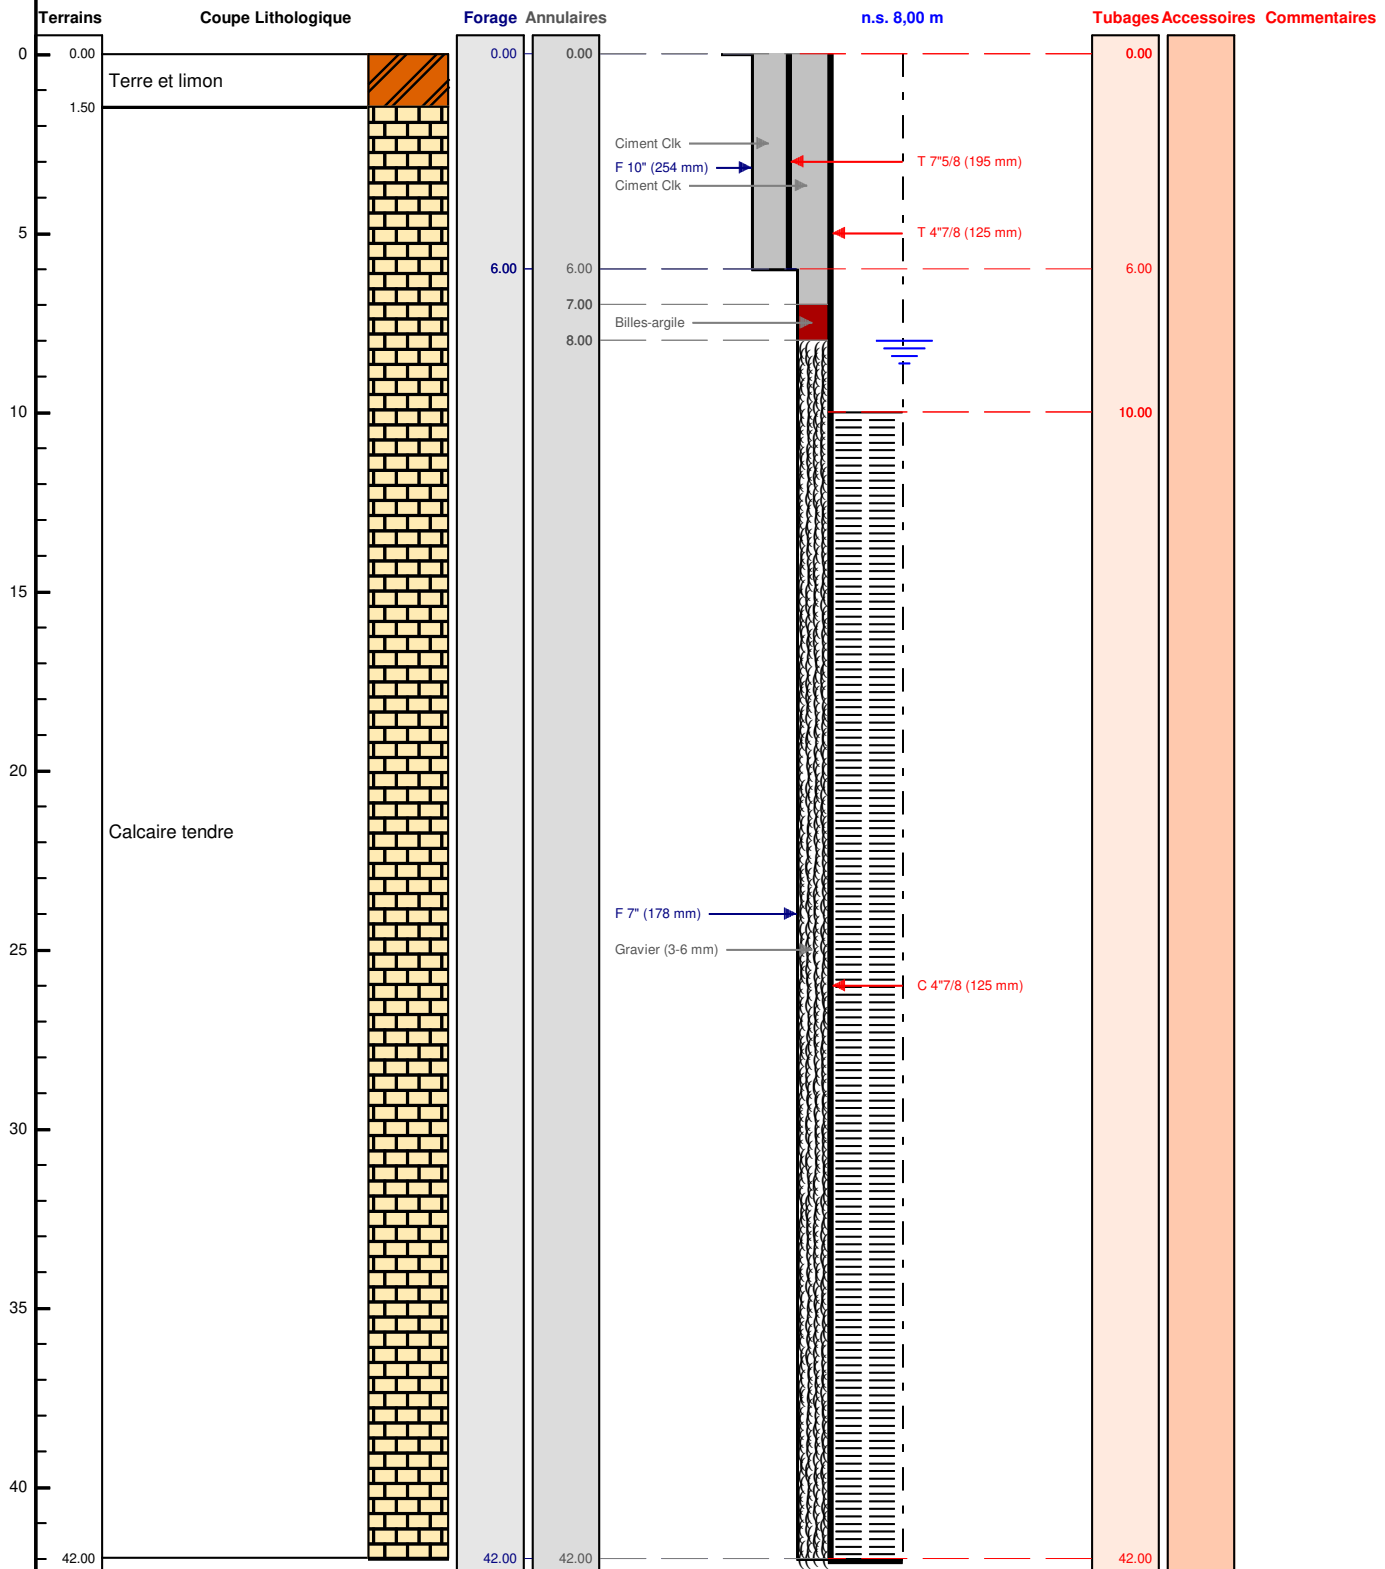 Terrains Coupe Lithologique Forage Annulaires n.s. 8,00 m Tubages Accessoires Commentaires
0 0.00 0.00 0.00 0.00
Terre et limon
1.50
Ciment Clk
T 7"5/8 (195 mm)
F 10" (254 mm)
Ciment Clk
5 T 4"7/8 (125 mm)
6.00 6.00 6.00
7.00
Billes-argile
8.00
10 10.00
15
20
Calcaire tendre
F 7" (178 mm)
25 Gravier (3-6 mm)
C 4"7/8 (125 mm)
30
35
40
42.00 42.00 42.00 42.00